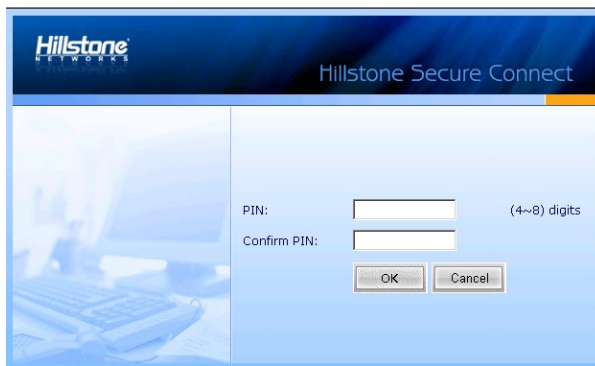 Hillstone
NETWORKS
Hillstone Secure Connect
PIN: (4~8) digits
Confirm PIN:
OK Cancel